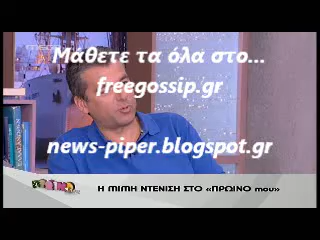 Μάθετε τα όλα στο...
freegossip.gr
news-piper.blogspot.gr
Η ΜΙΜΗ ΝΤΕΝΙΣΗ ΣΤΟ «ΠΡΩΙΝΟ mou»